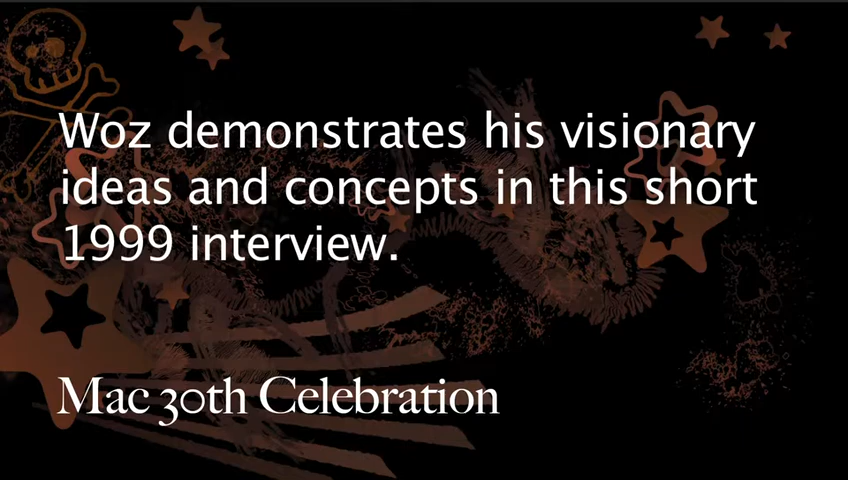 Woz demonstrates his visionary
ideas and concepts in this short
1999 interview.
Mac 30th Celebration